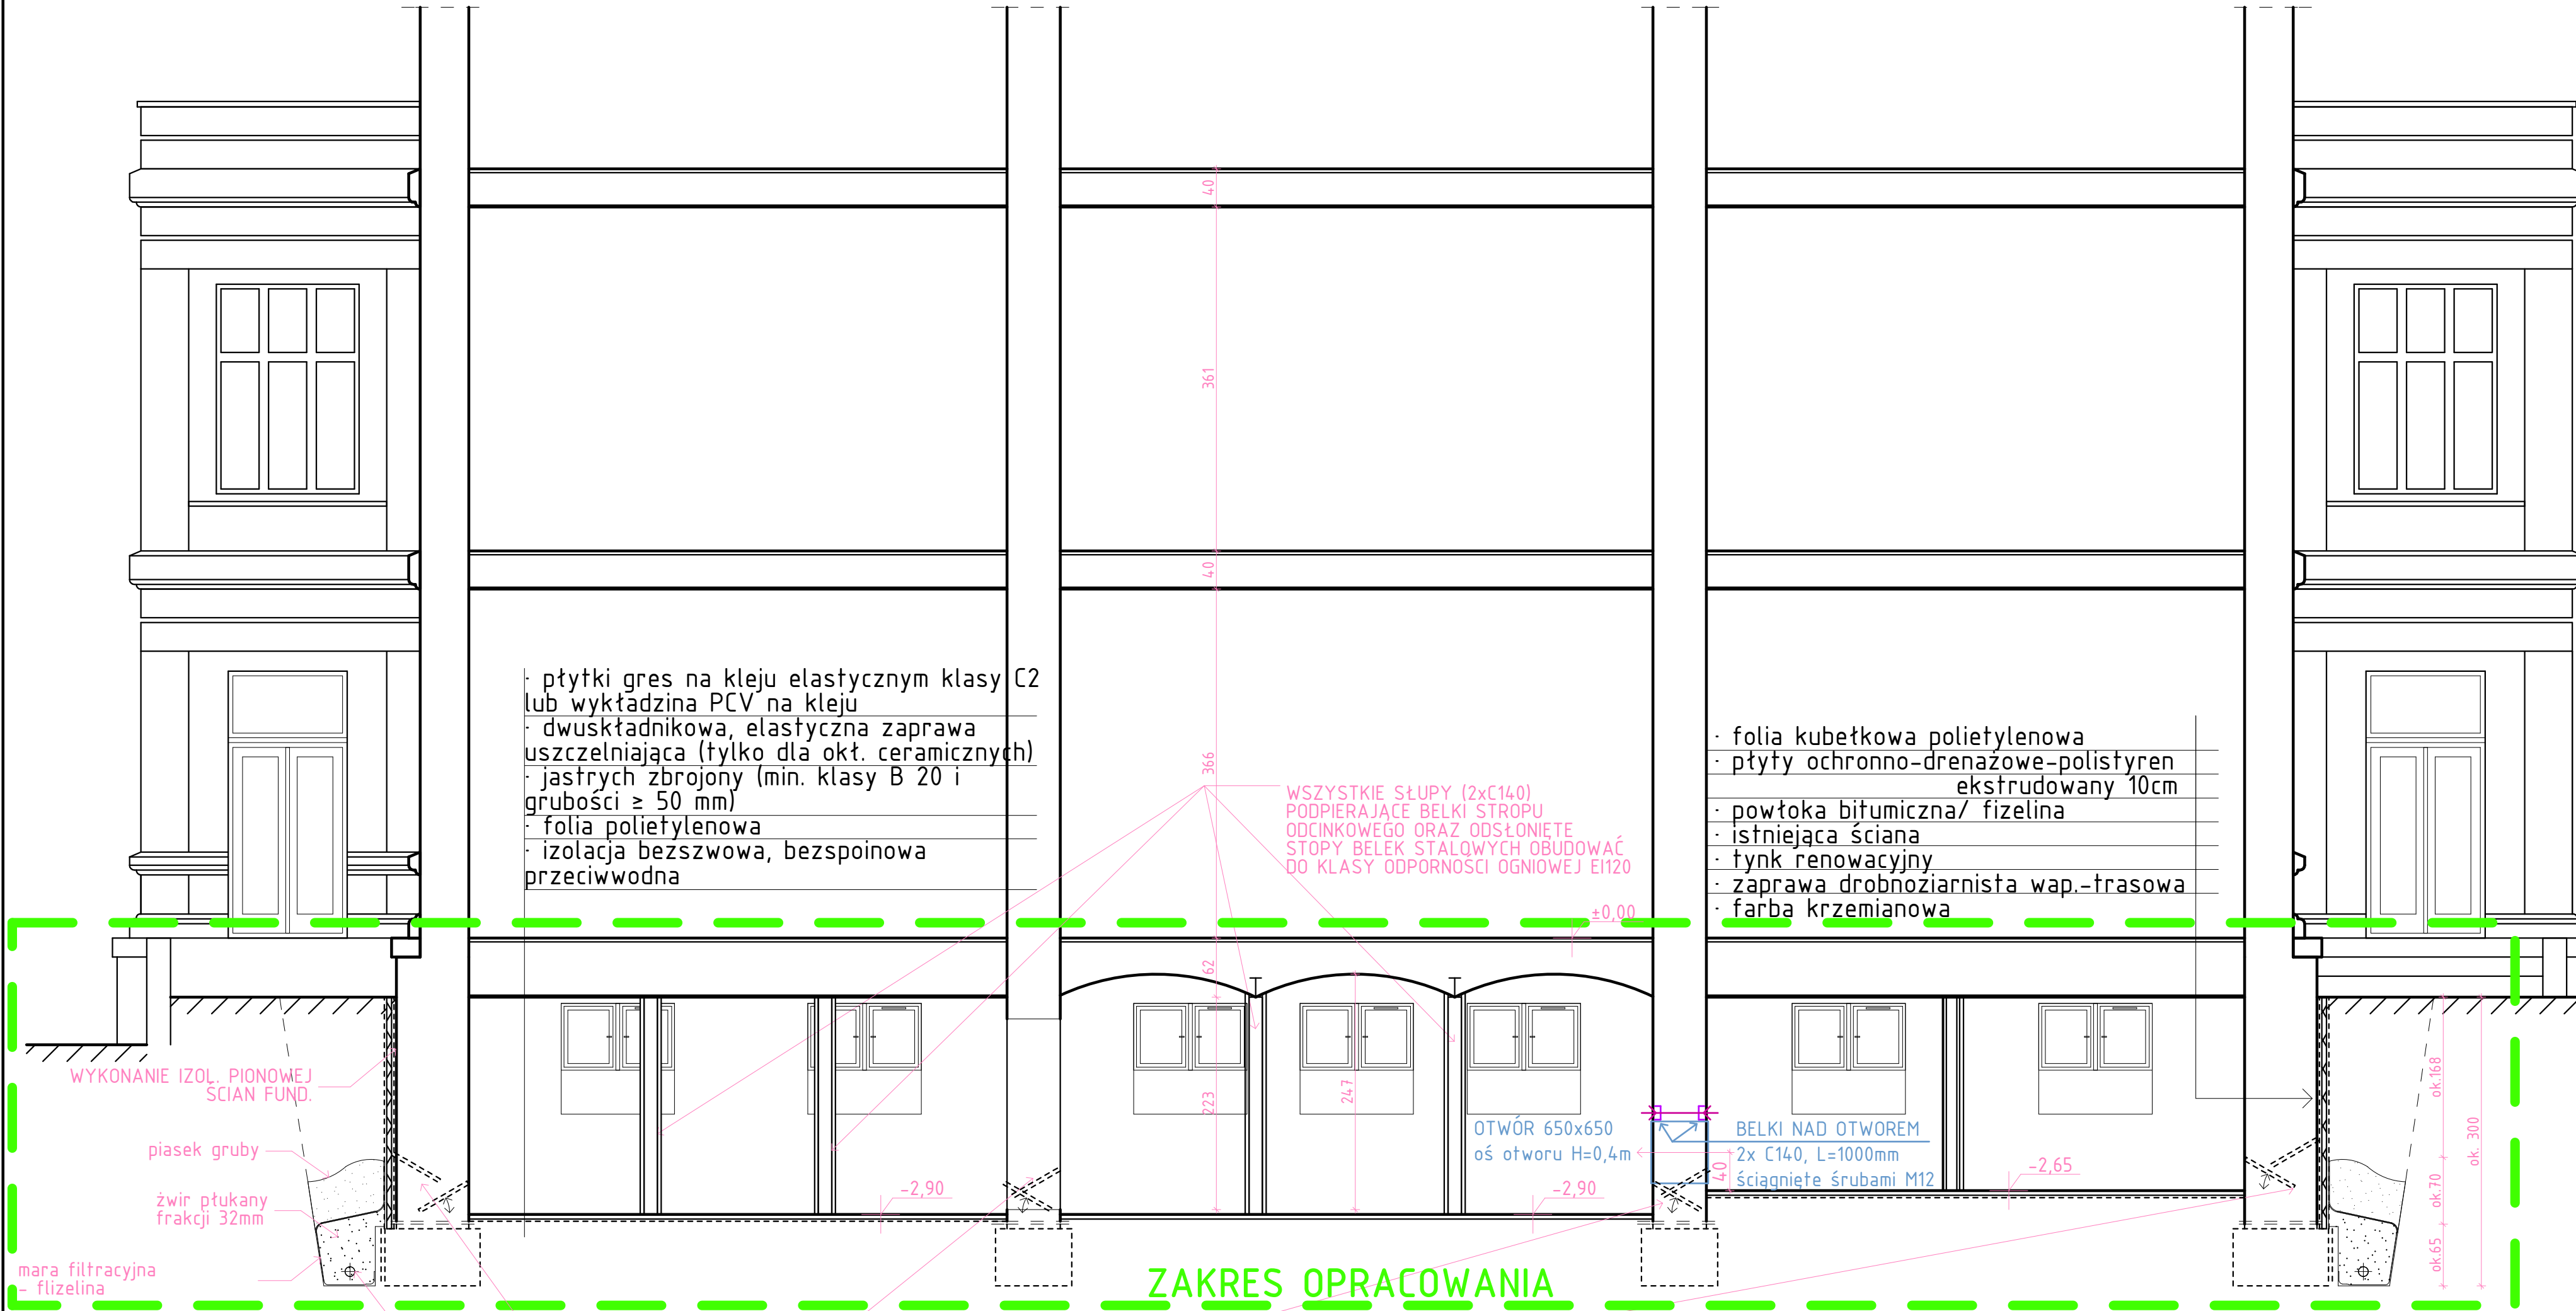 40
361
40
· płytki gres na kleju elastycznym klasy C2
lub wykładzina PCV na kleju
· dwuskładnikowa, elastyczna zaprawa
uszczelniająca (tylko dla okł. ceramicznych)
· jastrych zbrojony (min. klasy B 20 i
grubości ≥ 50 mm)
· folia polietylenowa
· izolacja bezszwowa, bezspoinowa
przeciwwodna
366
WSZYSTKIE SŁUPY (2xC140)
PODPIERAJĄCE BELKI STROPU
ODCINKOWEGO ORAZ ODSŁONIĘTE
STOPY BELEK STALOWYCH OBUDOWAĆ
DO KLASY ODPORNOŚCI OGNIOWEJ EI120
· folia kubełkowa polietylenowa
· płyty ochronno-drenażowe-polistyren
ekstrudowany 10cm
· powłoka bitumiczna/ fizelina
· istniejąca ściana
· tynk renowacyjny
· zaprawa drobnoziarnista wap.-trasowa
· farba krzemianowa
±0,00
62
WYKONANIE IZOL. PIONOWEJ
ŚCIAN FUND.
223
247
ok.168
OTWÓR 650x650
oś otworu H=0,4m
BELKI NAD OTWOREM
2x C140, L=1000mm
ściągnięte śrubami M12
40
ok. 300
piasek gruby
żwir płukany
frakcji 32mm
-2,90
-2,90
-2,65
ok.70
ok.65
mara filtracyjna
- flizelina
ZAKRES OPRACOWANIA